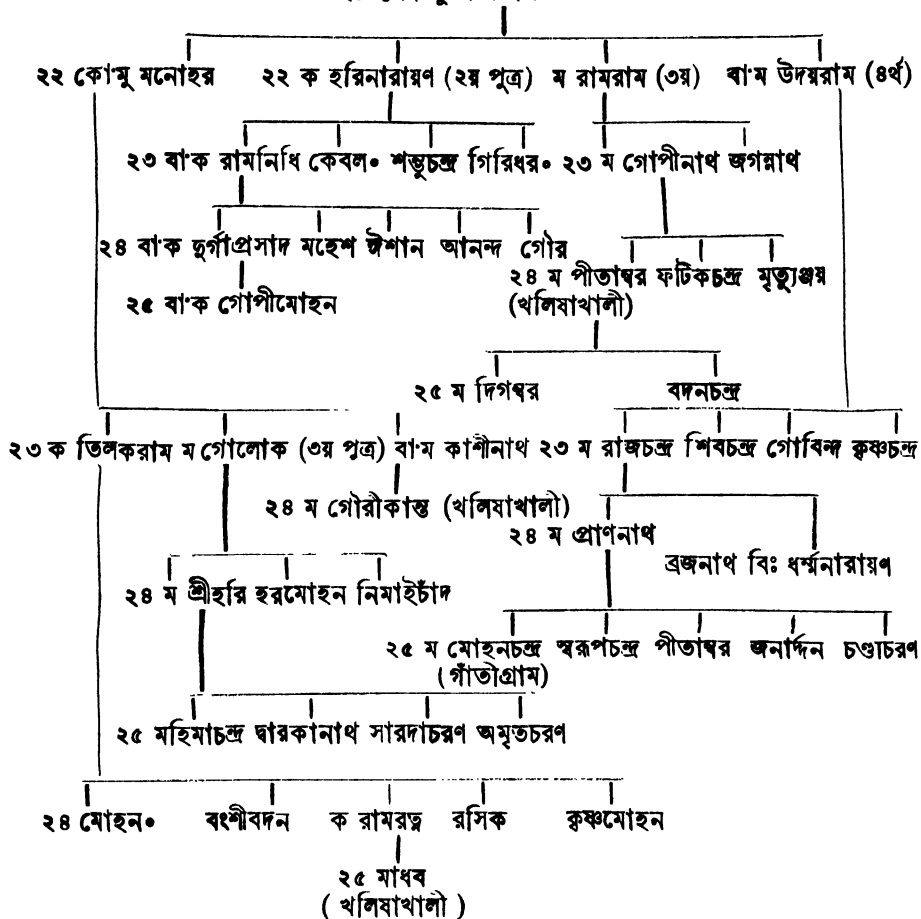 ২২ কো·মু মনোহর ২২ ক হরিনারায়ণ (২য় পুত্র) ম রামরাম (৩য়) বা·ম উদয়রাম (৪র্থ)
২৩ বা·ক রামনিধি কেবল• শম্ভুচন্দ্র গিরিধর• ২৩ ম গোপীনাথ জগন্নাথ
২৪ বা·ক দুর্গাপ্রসাদ মহেশ ঈশান আনন্দ গৌর
২৪ ম পীতাম্বর ফটিকচন্দ্র মৃত্যুঞ্জয়
২৫ বা·ক গোপীমোহন
(খলিষাখালী)
২৫ ম দিগম্বর বদনচন্দ্র
২৩ ক তিলকরাম ম গোলোক (৩য় পুত্র) বা·ম কাশীনাথ ২৩ ম রাজচন্দ্র শিবচন্দ্র গোবিন্দ কৃষ্ণচন্দ্র
২৪ ম গৌরীকান্ত (খলিষাখালী)
২৪ ম প্রাণনাথ
ব্রজনাথ বিঃ ধর্ম্মনারায়ণ
২৪ ম শ্রীহরি হরমোহন নিমাইচাঁদ
২৫ ম মোহনচন্দ্র স্বরূপচন্দ্র পীতাম্বর জনার্দ্দন চণ্ডীচরণ
(গাঁতীগ্রাম)
২৫ মহিমাচন্দ্র দ্বারকানাথ সারদাচরণ অমৃতচরণ
২৪ মোহন• বংশীবদন ক রামরত্ন রসিক কৃষ্ণমোহন
২৫ মাধব
(খলিষাখালী)